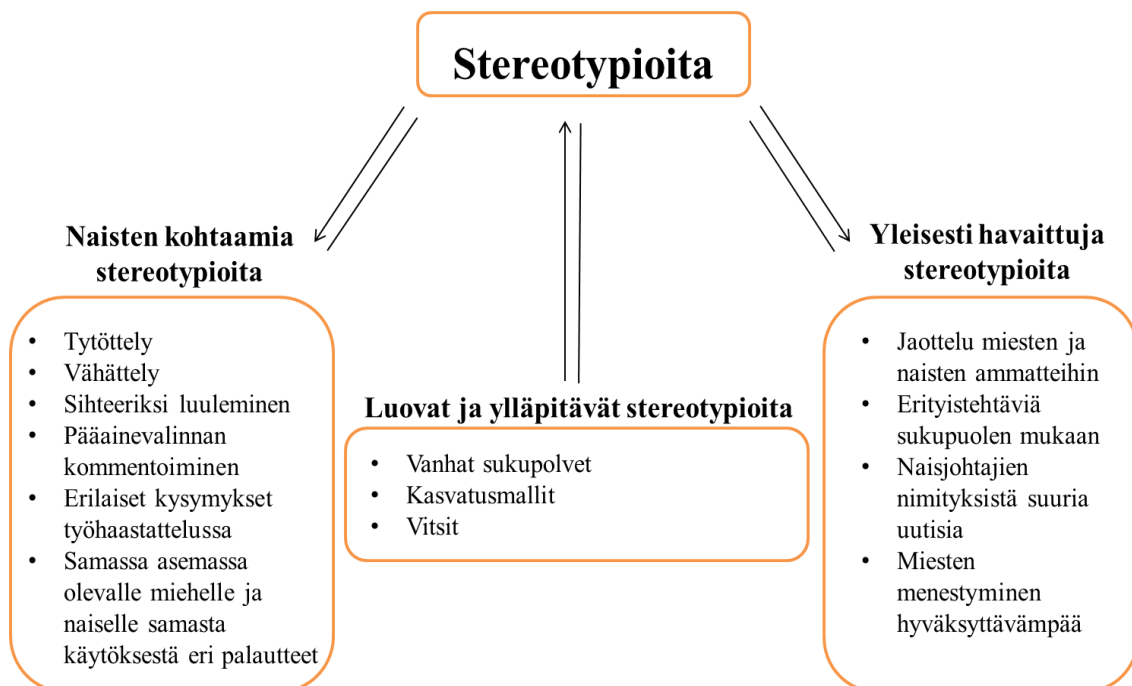 Stereotypioita
Naisten kohtaamia
stereotypioita
• Tytöttely
• Vähättely
• Sihteeriksi luuleminen
• Pääainevalinnan
kommentoiminen
• Erilaiset kysymykset
työhaastattelussa
• Samassa asemassa
olevalle miehelle ja
naiselle samasta
käytöksestä eri palautteet
Luovat ja ylläpitävät stereotypioita
• Vanhat sukupolvet
• Kasvatusmallit
• Vitsit
Yleisesti havaittuja
stereotypioita
• Jaottelu miesten ja
naisten ammatteihin
• Erityistehtäviä
sukupuolen mukaan
• Naisjohtajien
nimityksistä suuria
uutisia
• Miesten
menestyminen
hyväksyttävämpää